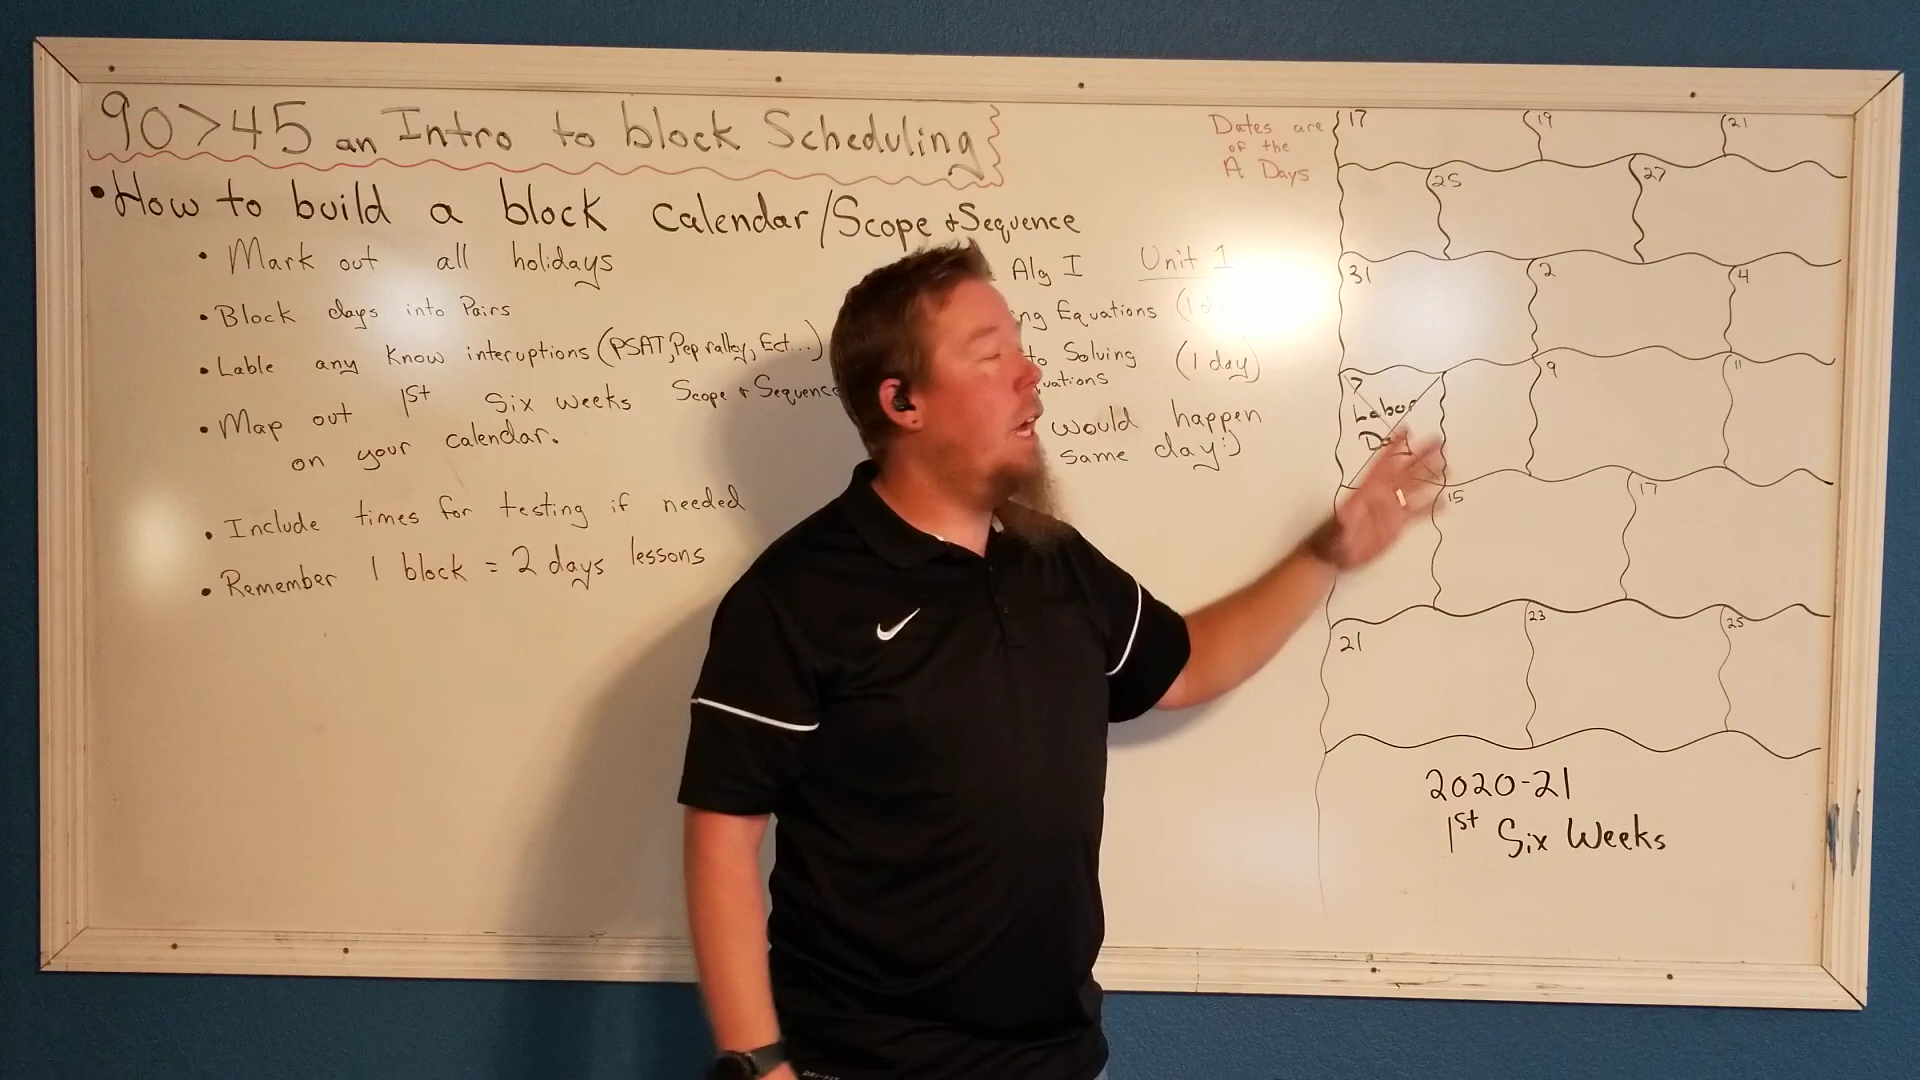 90>45 an Intro to block Scheduling
• How to build a block calendar/Scope + Sequence
• Mark out all holidays
• Block days into Pairs
• Lable any Know interuptions (PSAT, Pep ralley, Ect...)
• Map out 1st Six weeks Scope + Sequence
on your calendar.
• Include times for testing if needed
• Remember 1 block = 2 days lessons
Alg I Unit 1
Equations (1
to Solving (1 day)
would happen
same day:)
Dates are
of the
A Days
17 19 21
25 27
31 2 4
7 9 11
Labor
Day
15 17
21 23 25
2020-21
1st Six Weeks